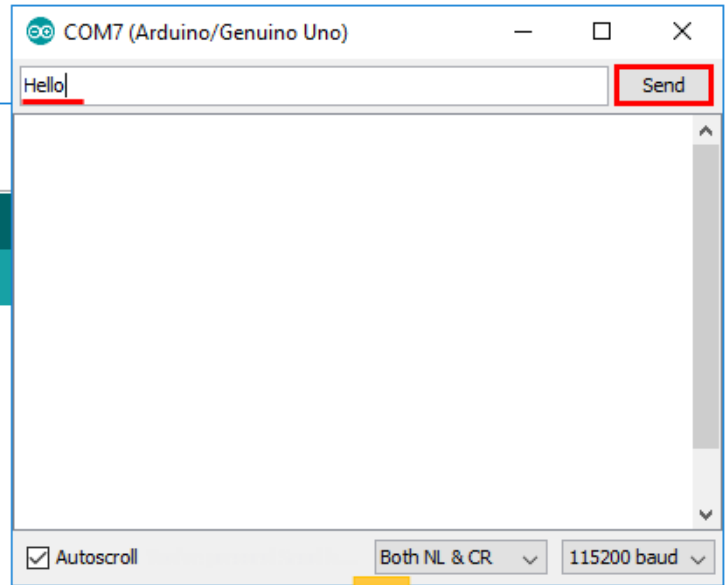 COM7 (Arduino/Genuino Uno)
Hello
Send
Autoscroll
Both NL & CR
115200 baud